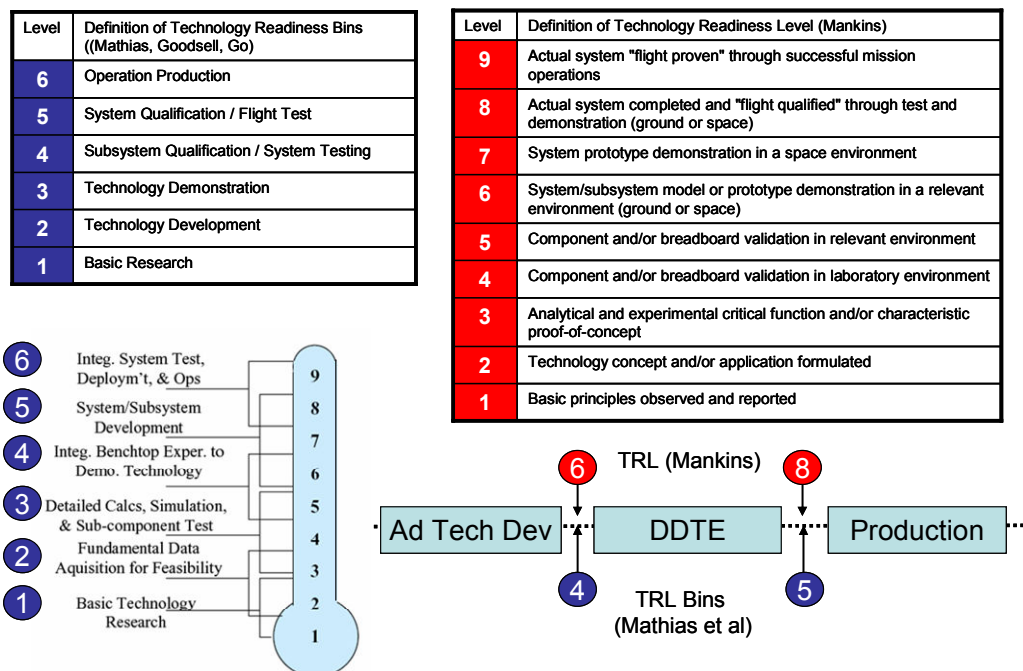 Level Definition of Technology Readiness Bins
((Mathias, Goodsell, Go)
6 Operation Production
5 System Qualification / Flight Test
4 Subsystem Qualification / System Testing
3 Technology Demonstration
2 Technology Development
1 Basic Research
Level Definition of Technology Readiness Level (Mankins)
9 Actual system "flight proven" through successful mission
operations
8 Actual system completed and "flight qualified" through test and
demonstration (ground or space)
7 System prototype demonstration in a space environment
6 System/subsystem model or prototype demonstration in a relevant
environment (ground or space)
5 Component and/or breadboard validation in relevant environment
4 Component and/or breadboard validation in laboratory environment
3 Analytical and experimental critical function and/or characteristic
proof-of-concept
2 Technology concept and/or application formulated
1 Basic principles observed and reported
6 Integ. System Test,
Deploym't, & Ops
5 System/Subsystem
Development
4 Integ. Benchtop Exper. to
Demo. Technology
3 Detailed Calcs, Simulation,
& Sub-component Test
2 Fundamental Data
Aquisition for Feasibility
1 Basic Technology
Research
9
8
7
6
5
4
3
2
1
6 TRL (Mankins) 8
Ad Tech Dev DDTE Production
4 TRL Bins 5
(Mathias et al)